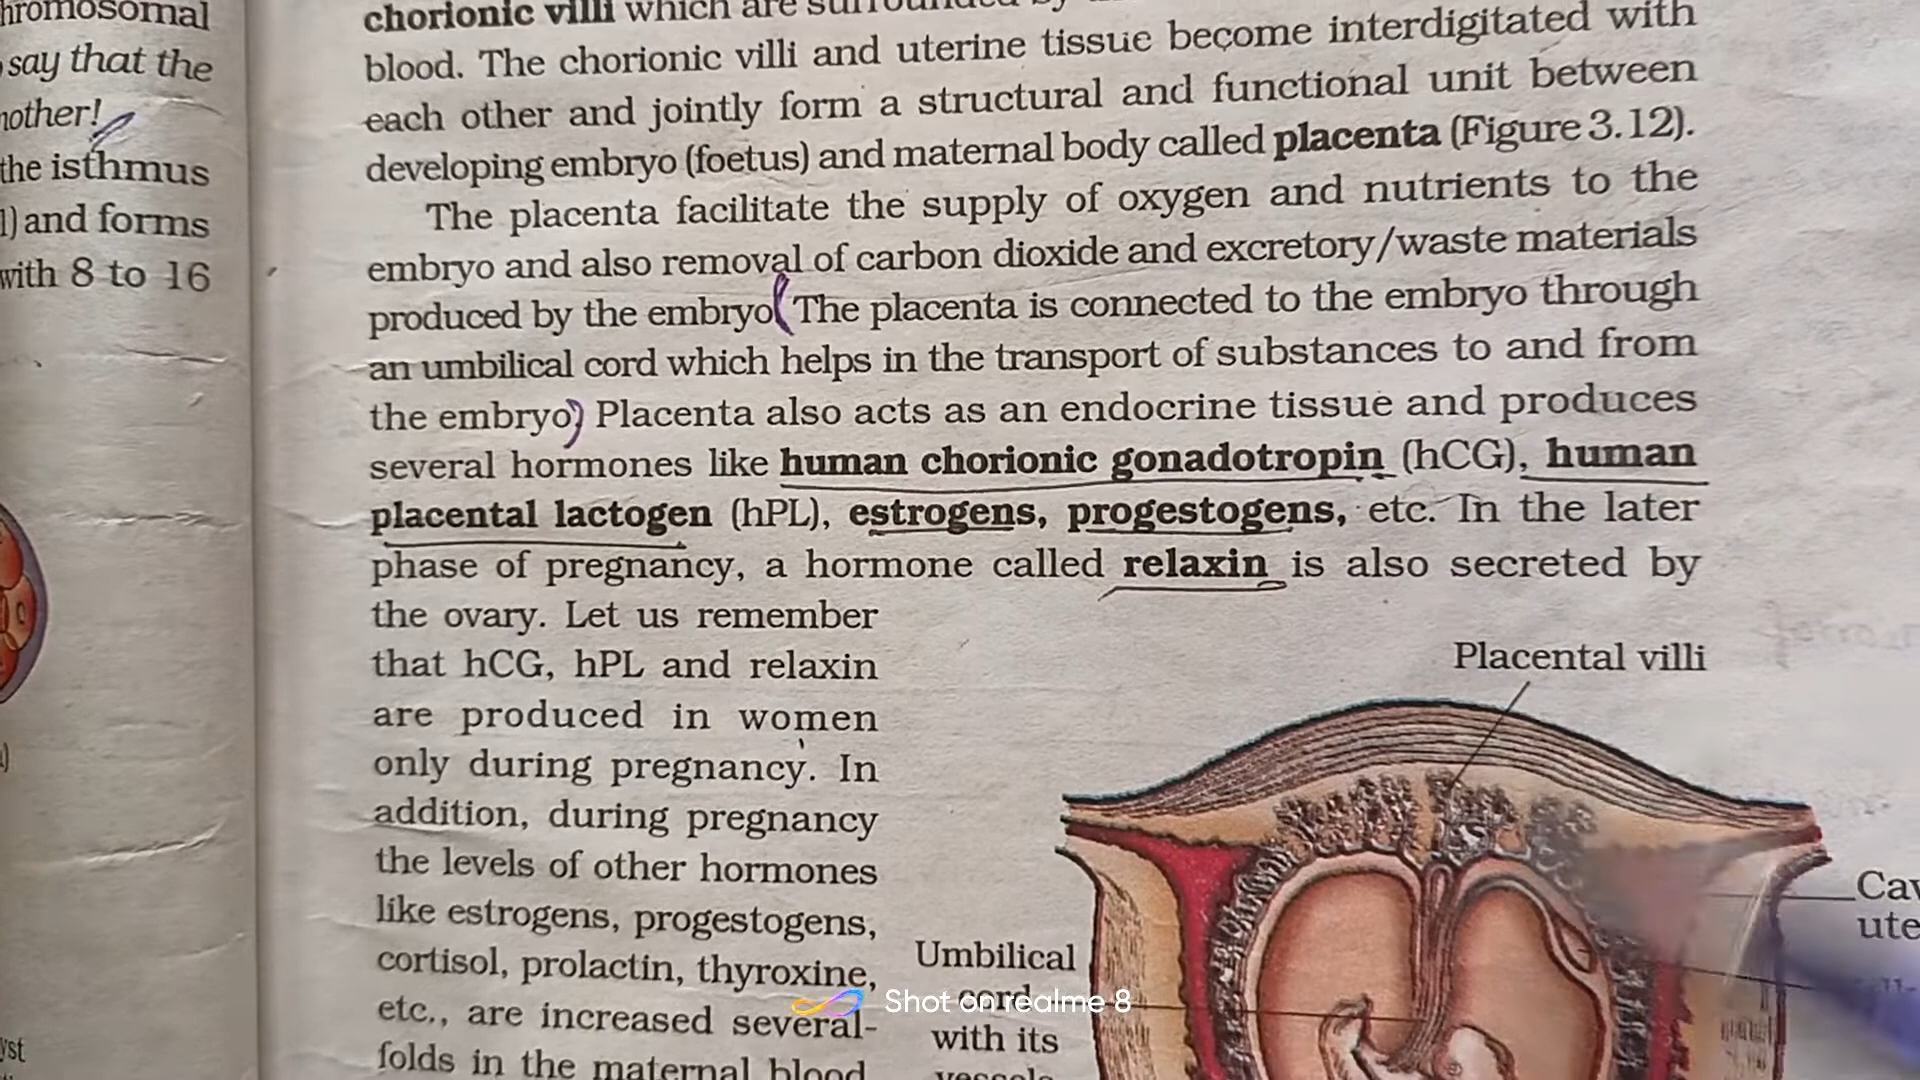 say that the
the isthmus
and forms
with 8 to 16
chorionic villi which are
blood. The chorionic villi and uterine tissue become interdigitated with
each other and jointly form a structural and functional unit between
developing embryo (foetus) and maternal body called placenta (Figure 3.12).
The placenta facilitate the supply of oxygen and nutrients to the
embryo and also removal of carbon dioxide and excretory/waste materials
produced by the embryo( The placenta is connected to the embryo through
an umbilical cord which helps in the transport of substances to and from
the embryo) Placenta also acts as an endocrine tissue and produces
several hormones like human chorionic gonadotropin (hCG), human
placental lactogen (hPL), estrogens, progestogens, etc. In the later
phase of pregnancy, a hormone called relaxin is also secreted by
the ovary. Let us remember
that hCG, hPL and relaxin
are produced in women
only during pregnancy. In
addition, during pregnancy
the levels of other hormones
like estrogens, progestogens,
cortisol, prolactin, thyroxine,
etc., are increased several-
folds in the maternal blood
Placental villi
Umbilical
cord
with its
Shot on realme 8